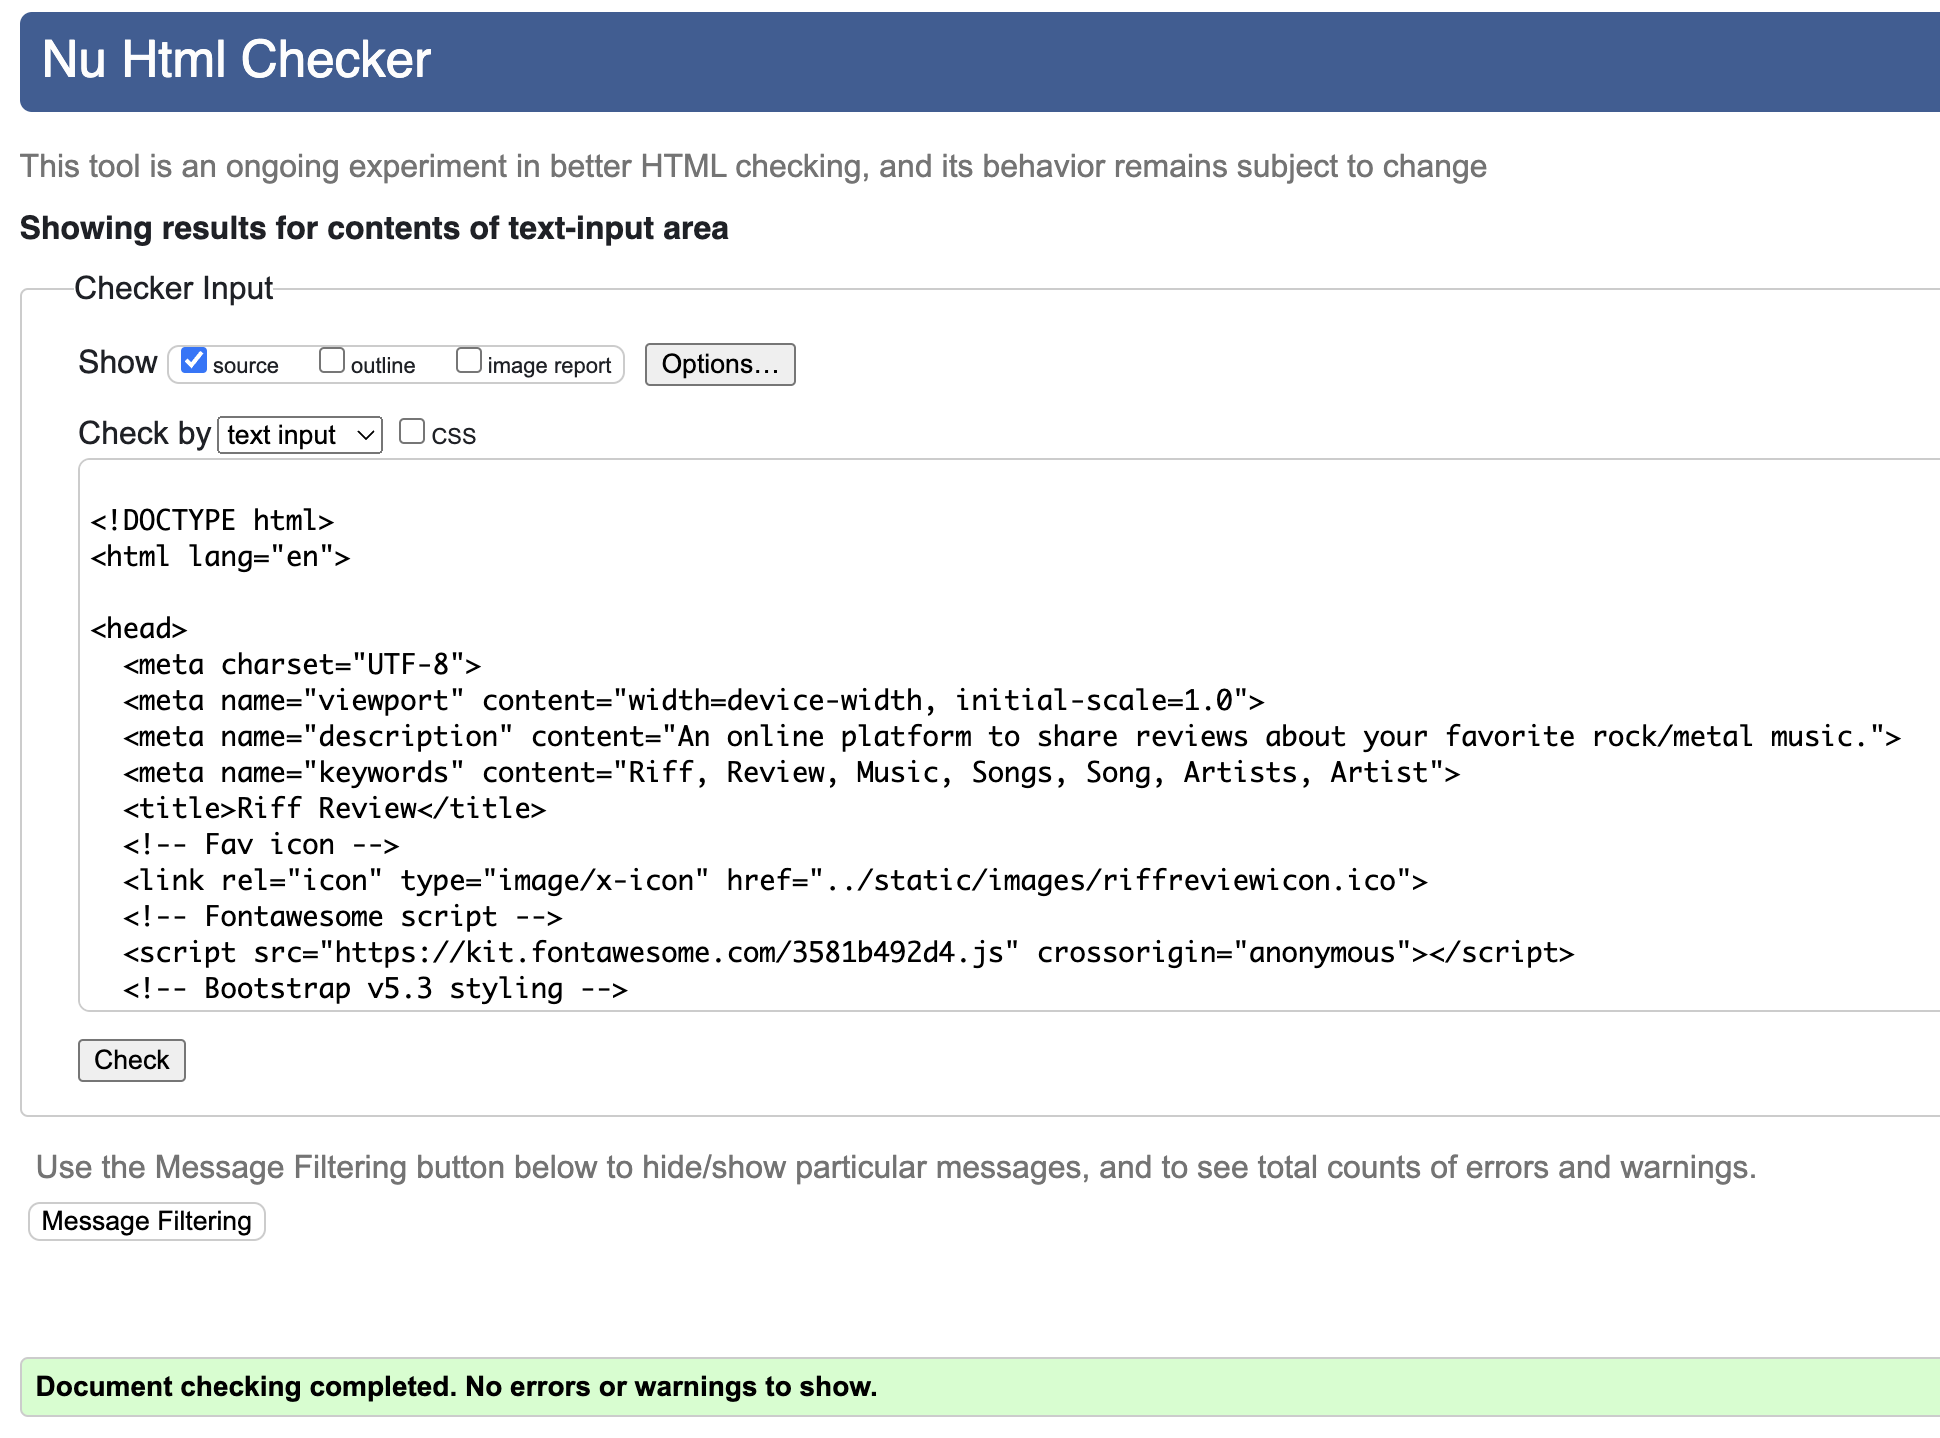 Nu Html Checker
This tool is an ongoing experiment in better HTML checking, and its behavior remains subject to change
Showing results for contents of text-input area
Checker Input
Show source outline image report Options...
Check by text input CSS
<!DOCTYPE html>
<html lang="en">
<head>
  <meta charset="UTF-8">
  <meta name="viewport" content="width=device-width, initial-scale=1.0">
  <meta name="description" content="An online platform to share reviews about your favorite rock/metal music.">
  <meta name="keywords" content="Riff, Review, Music, Songs, Song, Artists, Artist">
  <title>Riff Review</title>
  <!-- Fav icon -->
  <link rel="icon" type="image/x-icon" href="../static/images/riffreviewicon.ico">
  <!-- Fontawesome script -->
  <script src="https://kit.fontawesome.com/3581b492d4.js" crossorigin="anonymous"></script>
  <!-- Bootstrap v5.3 styling -->
Check
Use the Message Filtering button below to hide/show particular messages, and to see total counts of errors and warnings.
Message Filtering
Document checking completed. No errors or warnings to show.